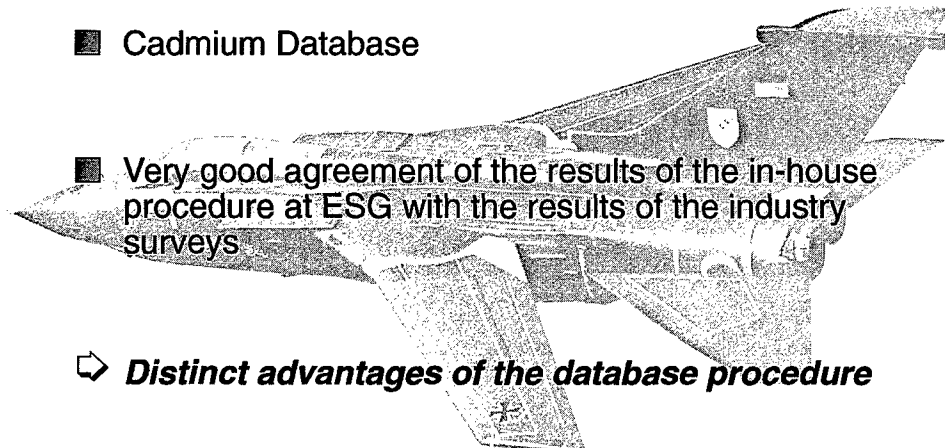 Cadmium Database
Very good agreement of the results of the in-house
procedure at ESG with the results of the industry
surveys
Distinct advantages of the database procedure